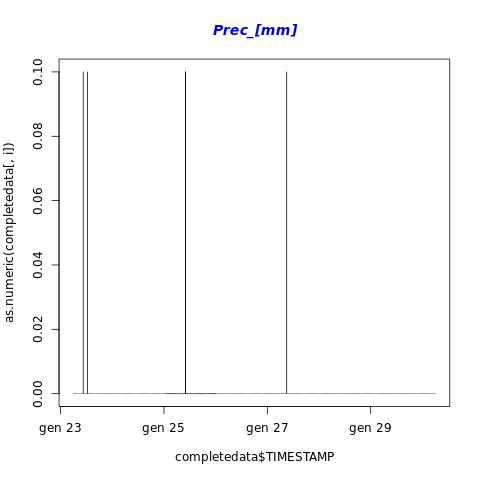 Prec_[mm]
as.numeric(completedata[, i])
0.10
0.08
0.06
0.04
0.02
0.00
gen 23
gen 25
gen 27
gen 29
completedata$TIMESTAMP